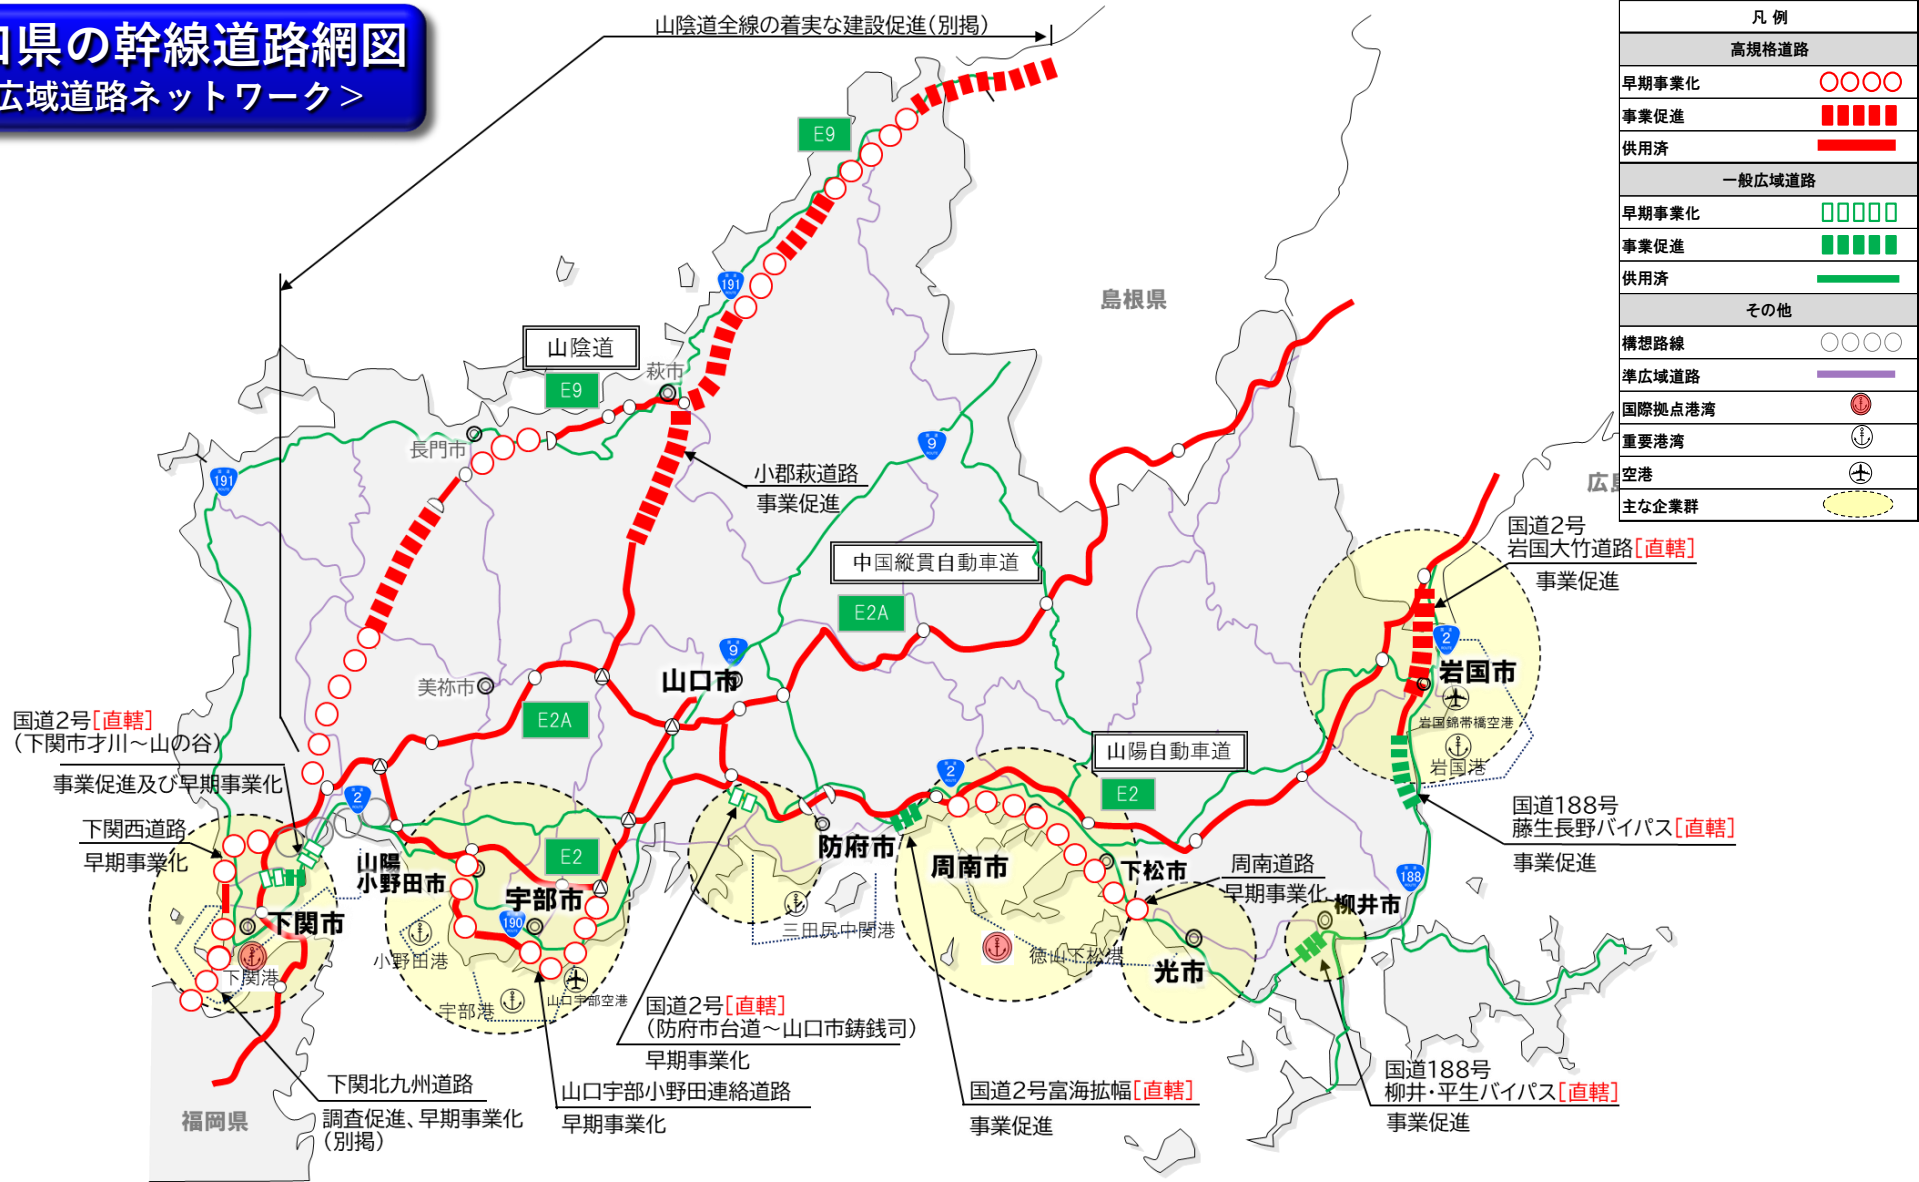 口県の幹線道路網図
広域道路ネットワーク＞
山陰道全線の着実な建設促進(別掲)
凡 例
高規格道路
早期事業化
事業促進
供用済
一般広域道路
早期事業化
事業促進
供用済
その他
構想路線
準広域道路
国際拠点港湾
重要港湾
空港
主な企業群
E9
191
島根県
山陰道
E9
萩市
長門市
191
9
小郡萩道路
事業促進
広島
国道2号
岩国大竹道路[直轄]
事業促進
中国縦貫自動車道
E2A
9
山口市
美祢市
E2A
2
岩国市
岩国錦帯橋空港
岩国港
国道2号[直轄]
(下関市才川～山の谷)
事業促進及び早期事業化
山陽自動車道
E2
2
2
国道188号
藤生長野バイパス[直轄]
事業促進
下関西道路
早期事業化
山陽
小野田市
E2
防府市
周南市
下松市
周南道路
早期事業化
188
柳井市
宇部市
190
下関市
下関港
小野田港
宇部港
山口宇部空港
三田尻中関港
徳山下松港
光市
国道2号[直轄]
(防府市台道～山口市鋳銭司)
早期事業化
下関北九州道路
調査促進、早期事業化
(別掲)
山口宇部小野田連絡道路
早期事業化
国道2号富海拡幅[直轄]
事業促進
国道188号
柳井・平生バイパス[直轄]
事業促進
福岡県